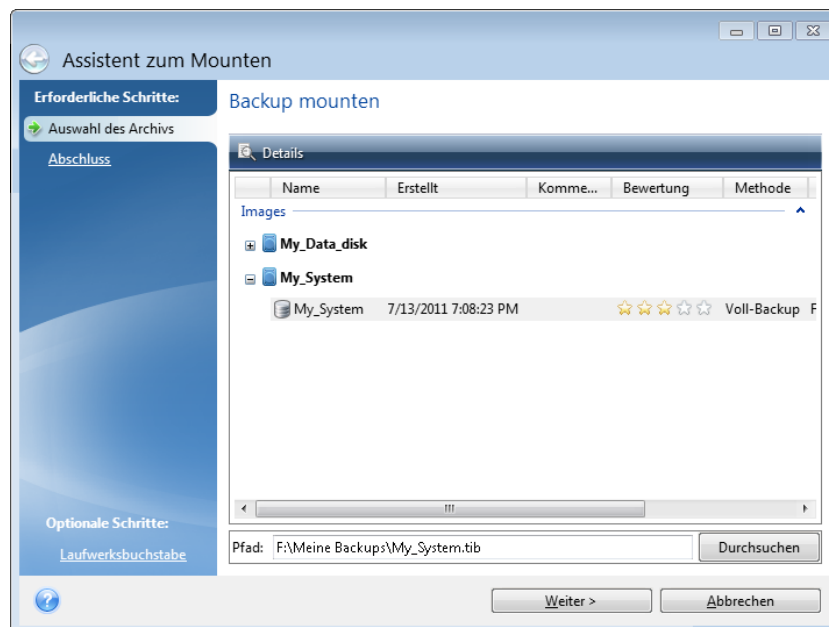 Assistent zum Mounten
Erforderliche Schritte:
Auswahl des Archivs
Abschluss
Optionale Schritte:
Laufwerksbuchstabe
Backup mounten
Details
Name Erstellt Komme... Bewertung Methode
Images
My_Data_disk
My_System
My_System 7/13/2011 7:08:23 PM Voll-Backup F
Pfad: F:\Meine Backups\My_System.tib Durchsuchen
Weiter > Abbrechen